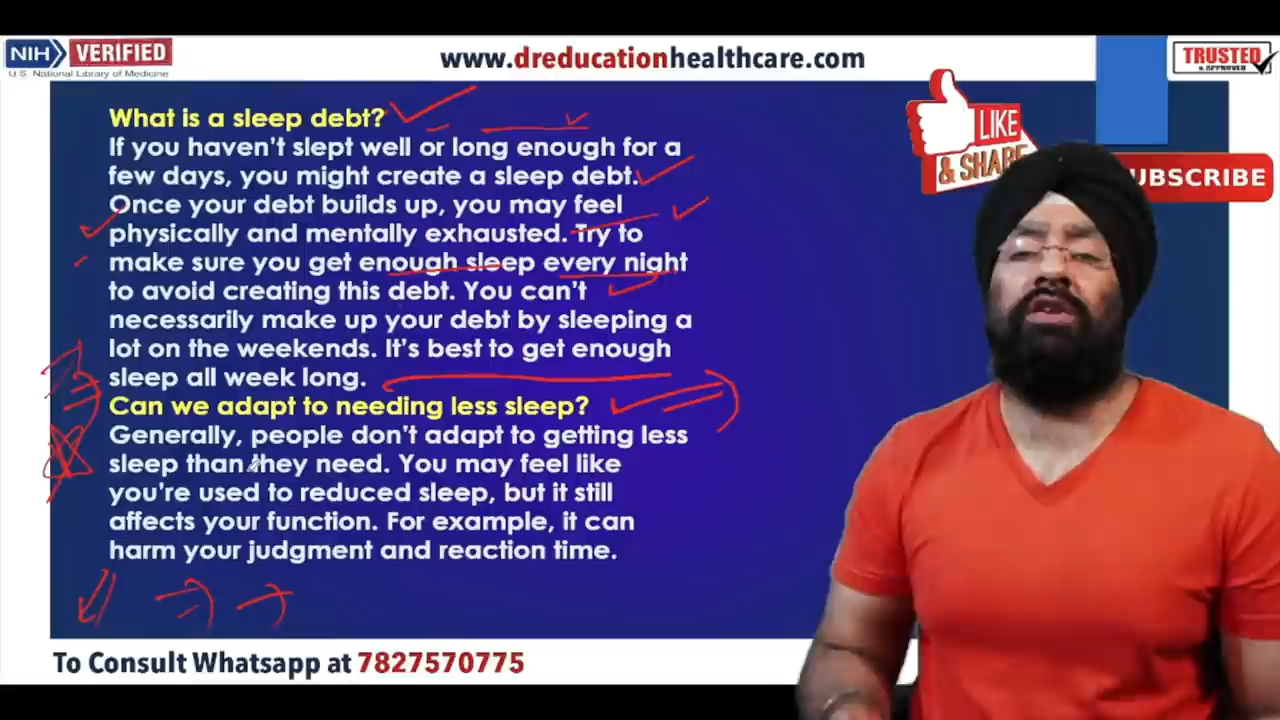 NIH VERIFIED
U.S. National Library of Medicine
www.dreducationhealthcare.com
TRUSTED
& APPROVED
LIKE
& SHARE
UBSCRIBE
What is a sleep debt?
If you haven't slept well or long enough for a
few days, you might create a sleep debt.
Once your debt builds up, you may feel
physically and mentally exhausted. Try to
make sure you get enough sleep every night
to avoid creating this debt. You can't
necessarily make up your debt by sleeping a
lot on the weekends. It's best to get enough
sleep all week long.
Can we adapt to needing less sleep?
Generally, people don't adapt to getting less
sleep than they need. You may feel like
you're used to reduced sleep, but it still
affects your function. For example, it can
harm your judgment and reaction time.
To Consult Whatsapp at 7827570775